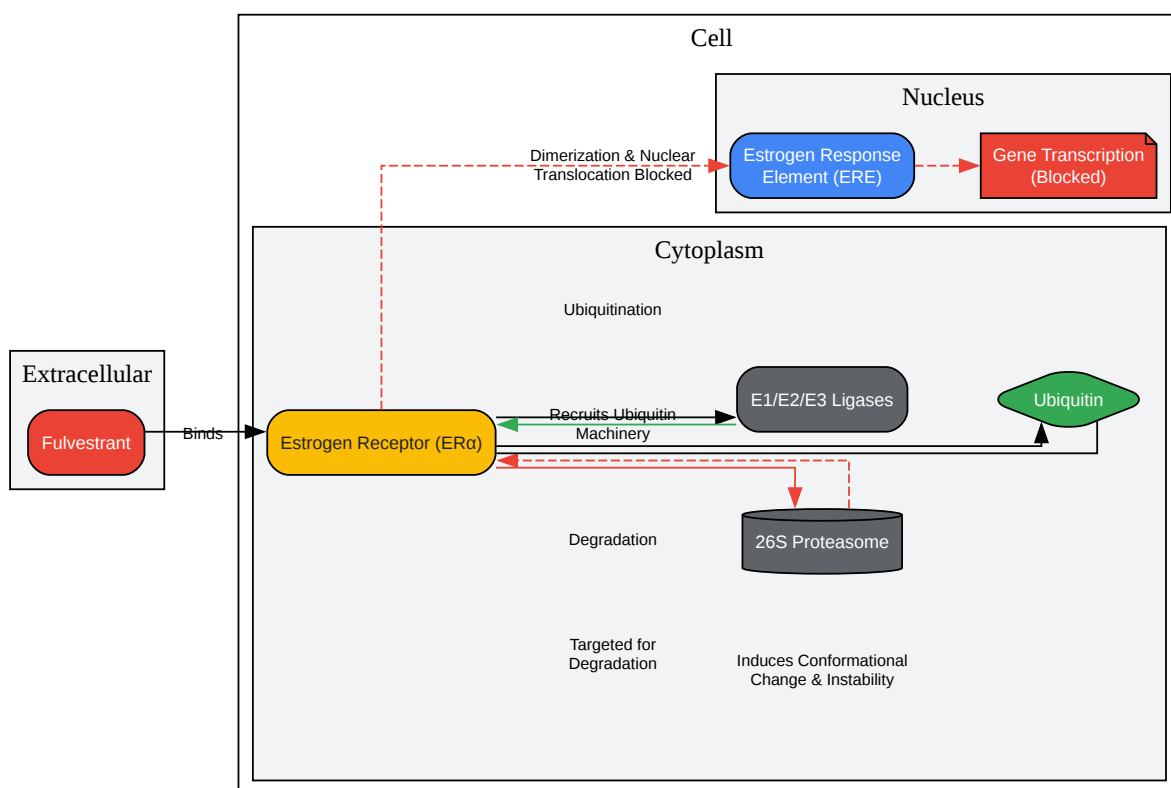 Cell
Nucleus
Estrogen Response
Element (ERE)
Gene Transcription
(Blocked)
Dimerization & Nuclear
Translocation Blocked
Cytoplasm
Ubiquitination
Extracellular
Fulvestrant
Binds
Estrogen Receptor (ERα)
Recruits Ubiquitin
Machinery
E1/E2/E3 Ligases
Ubiquitin
26S Proteasome
Degradation
Targeted for
Degradation
Induces Conformational
Change & Instability